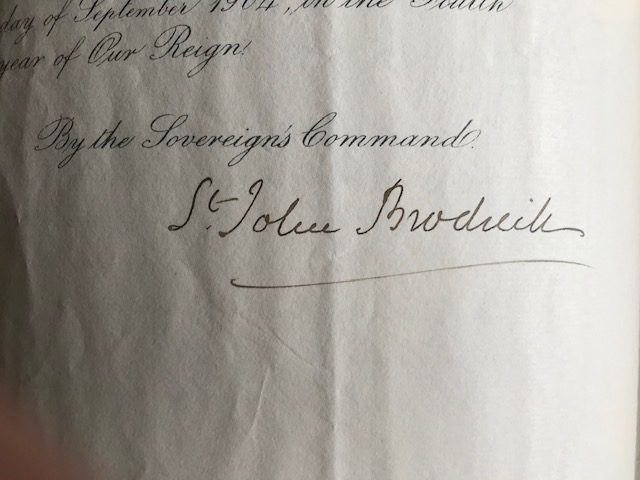 day of September 1904, in the Fourth
year of Our Reign.
By the Sovereign's Command.
St. John Brodrick